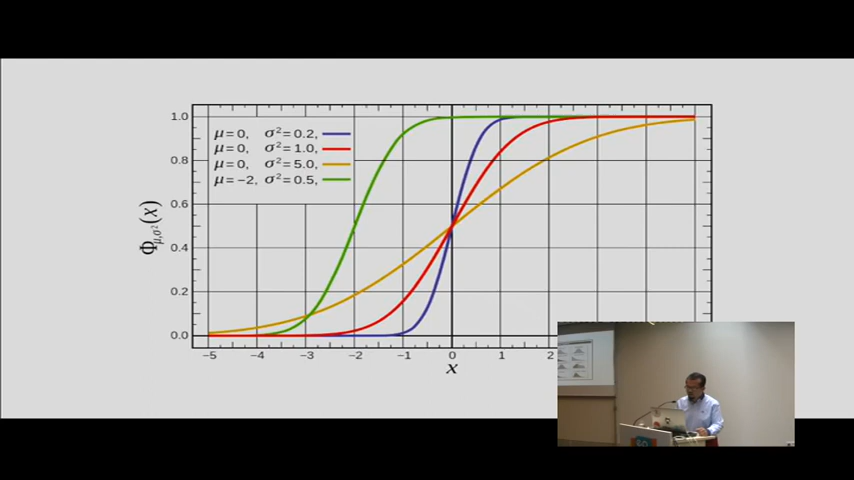 μ=0, σ²=0.2,
μ=0, σ²=1.0,
μ=0, σ²=5.0,
μ=−2, σ²=0.5,
Φμ,σ²(x)
1.0
0.8
0.6
0.4
0.2
0.0
−5 −4 −3 −2 −1 0 1 2
x